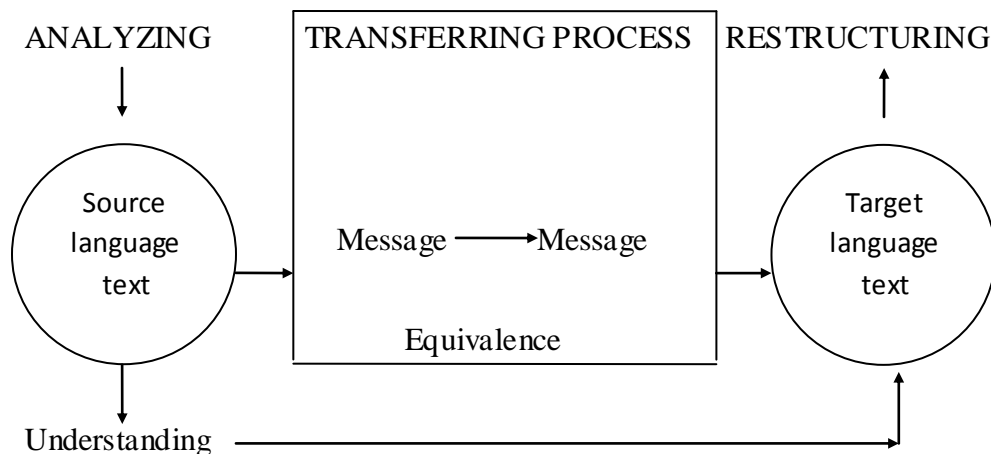 ANALYZING
TRANSFERRING PROCESS
RESTRUCTURING
Source
language
text
Message
Message
Equivalence
Target
language
text
Understanding